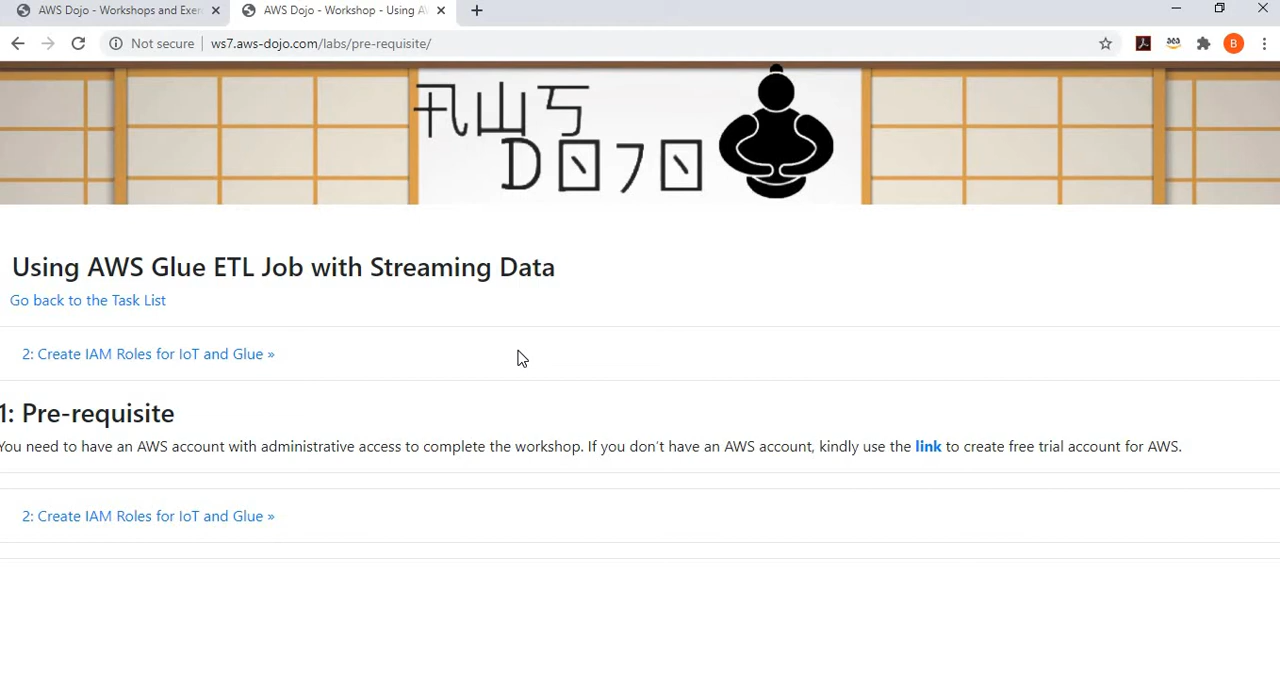 AWS Dojo - Workshops and Exer
AWS Dojo - Workshop - Using A
Not secure
ws7.aws-dojo.com/labs/pre-requisite/
B
AWS
DOJO
Using AWS Glue ETL Job with Streaming Data
Go back to the Task List
2: Create IAM Roles for IoT and Glue »
1: Pre-requisite
You need to have an AWS account with administrative access to complete the workshop. If you don't have an AWS account, kindly use the link to create free trial account for AWS.
2: Create IAM Roles for IoT and Glue »